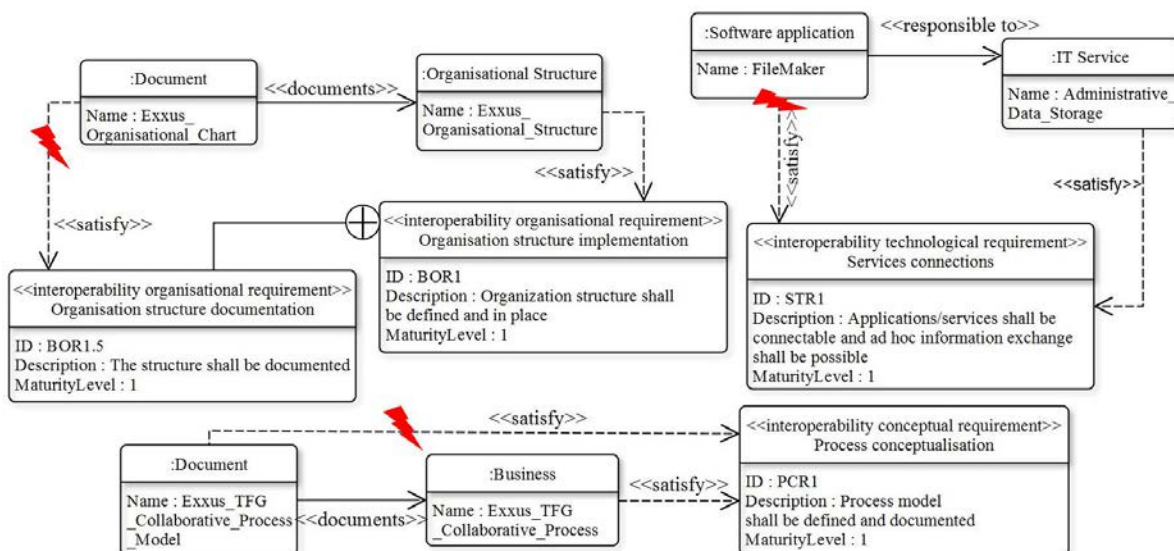 :Document
Name : Exxus_
Organisational_Chart
<<documents>>
:Organisational Structure
Name : Exxus_
Organisational_Structure
:Software application
Name : FileMaker
<<responsible to>>
:IT Service
Name : Administrative_
Data_Storage
<<satisfy>>
<<satisfy>>
<<satisfy>>
<<satisfy>>
<<interoperability organisational requirement>>
Organisation structure documentation
ID : BOR1.5
Description : The structure shall be documented
MaturityLevel : 1
<<interoperability organisational requirement>>
Organisation structure implementation
ID : BOR1
Description : Organization structure shall
be defined and in place
MaturityLevel : 1
<<interoperability technological requirement>>
Services connections
ID : STR1
Description : Applications/services shall be
connectable and ad hoc information exchange
shall be possible
MaturityLevel : 1
<<satisfy>>
:Document
Name : Exxus_TFG
_Collaborative_Process
_Model
<<documents>>
:Business
Name : Exxus_TFG
_Collaborative_Process
<<satisfy>>
<<interoperability conceptual requirement>>
Process conceptualisation
ID : PCR1
Description : Process model
shall be defined and documented
MaturityLevel : 1